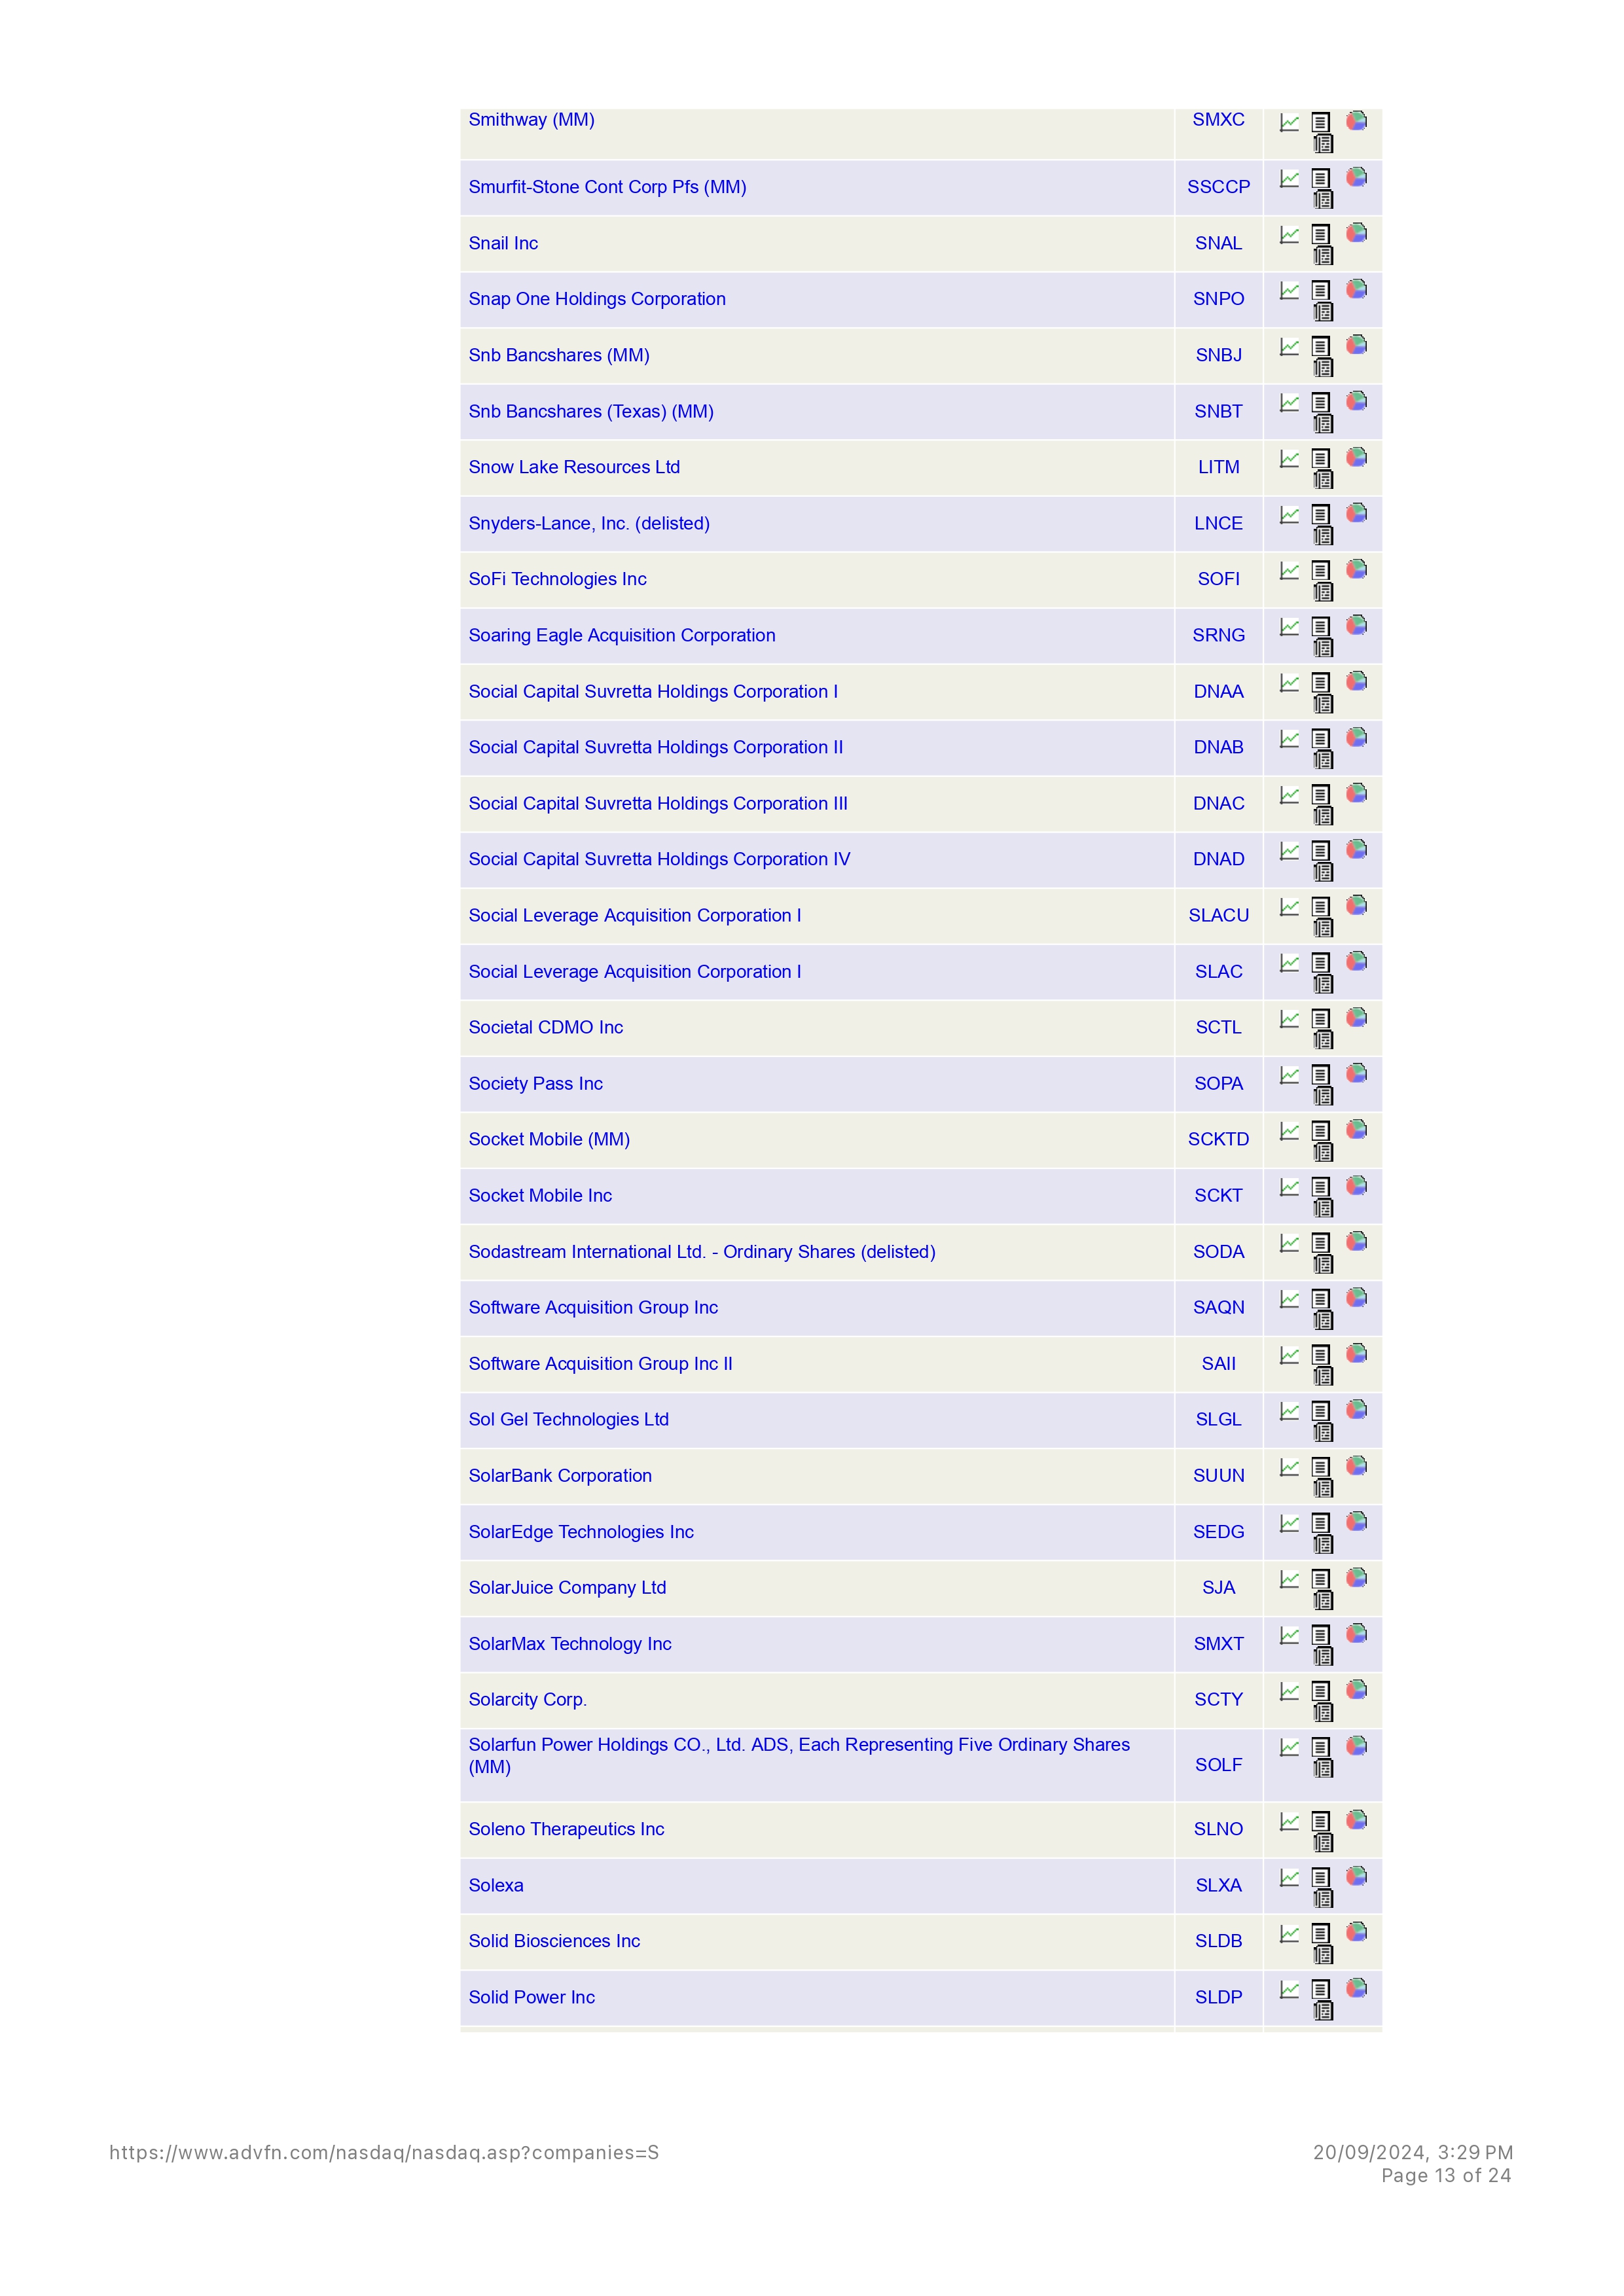 Smithway (MM) SMXC
Smurfit-Stone Cont Corp Pfs (MM) SSCCP
Snail Inc SNAL
Snap One Holdings Corporation SNPO
Snb Bancshares (MM) SNBJ
Snb Bancshares (Texas) (MM) SNBT
Snow Lake Resources Ltd LITM
Snyders-Lance, Inc. (delisted) LNCE
SoFi Technologies Inc SOFI
Soaring Eagle Acquisition Corporation SRNG
Social Capital Suvretta Holdings Corporation I DNAA
Social Capital Suvretta Holdings Corporation II DNAB
Social Capital Suvretta Holdings Corporation III DNAC
Social Capital Suvretta Holdings Corporation IV DNAD
Social Leverage Acquisition Corporation I SLACU
Social Leverage Acquisition Corporation I SLAC
Societal CDMO Inc SCTL
Society Pass Inc SOPA
Socket Mobile (MM) SCKTD
Socket Mobile Inc SCKT
Sodastream International Ltd. - Ordinary Shares (delisted) SODA
Software Acquisition Group Inc SAQN
Software Acquisition Group Inc II SAII
Sol Gel Technologies Ltd SLGL
SolarBank Corporation SUUN
SolarEdge Technologies Inc SEDG
SolarJuice Company Ltd SJA
SolarMax Technology Inc SMXT
Solarcity Corp. SCTY
Solarfun Power Holdings CO., Ltd. ADS, Each Representing Five Ordinary Shares
(MM) SOLF
Soleno Therapeutics Inc SLNO
Solexa SLXA
Solid Biosciences Inc SLDB
Solid Power Inc SLDP
https://www.advfn.com/nasdaq/nasdaq.asp?companies=S 20/09/2024, 3:29 PM
Page 13 of 24